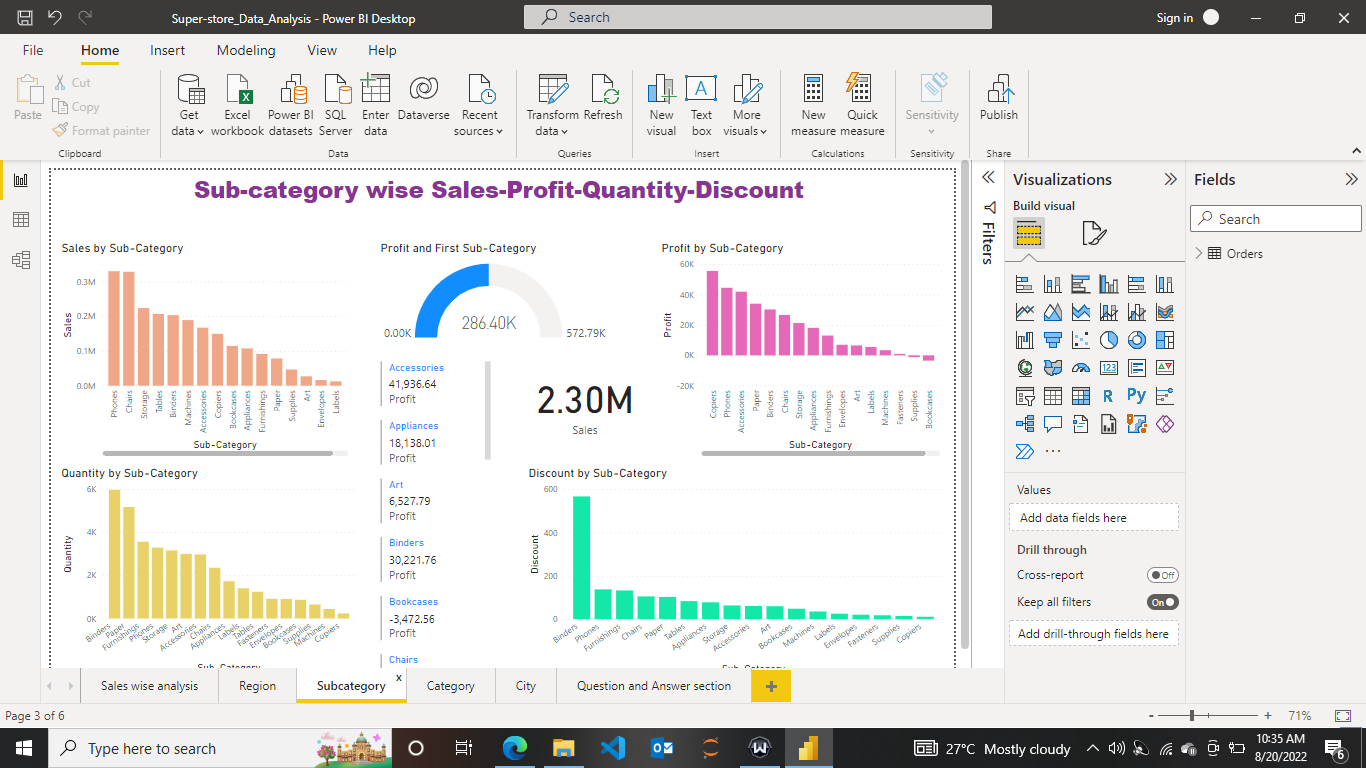 Super-store_Data_Analysis - Power BI Desktop
Search
Sign in
File Home Insert Modeling View Help
Paste
Cut
Copy
Format painter
Clipboard
Get data
Excel workbook
Power BI datasets
SQL Server
Enter data
Dataverse
Recent sources
Data
Transform data
Refresh
Queries
New visual
Text box
More visuals
Insert
New measure
Quick measure
Calculations
Sensitivity
Sensitivity
Publish
Share
Sub-category wise Sales-Profit-Quantity-Discount
Sales by Sub-Category
Sales
0.3M
0.2M
0.1M
0.0M
Phones
Chairs
Storage
Tables
Binders
Machines
Accessories
Copiers
Bookcases
Appliances
Furnishings
Paper
Supplies
Art
Envelopes
Labels
Sub-Category
Profit and First Sub-Category
286.40K
0.00K
572.79K
Accessories
41,936.64
Profit
Appliances
18,138.01
Profit
Art
6,527.79
Profit
Binders
30,221.76
Profit
Bookcases
-3,472.56
Profit
Chairs
2.30M
Sales
Profit by Sub-Category
Profit
60K
40K
20K
0K
-20K
Copiers
Phones
Accessories
Paper
Binders
Chairs
Storage
Appliances
Furnishings
Envelopes
Art
Labels
Machines
Fasteners
Supplies
Bookcases
Sub-Category
Quantity by Sub-Category
Quantity
6K
4K
2K
0K
Binders
Paper
Furnishings
Phones
Storage
Art
Accessories
Chairs
Appliances
Labels
Tables
Fasteners
Envelopes
Bookcases
Supplies
Machines
Copiers
Sub-Category
Discount by Sub-Category
Discount
600
400
200
0
Binders
Phones
Furnishings
Chairs
Paper
Tables
Appliances
Storage
Accessories
Art
Bookcases
Machines
Labels
Envelopes
Fasteners
Supplies
Copiers
Sub-Category
Filters
Visualizations
Build visual
123
R
Py
Values
Add data fields here
Drill through
Cross-report
Off
Keep all filters
On
Add drill-through fields here
Fields
Search
Orders
Sales wise analysis
Region
Subcategory
x
Category
City
Question and Answer section
+
Page 3 of 6
- + 71%
Type here to search
27°C Mostly cloudy
10:35 AM
8/20/2022
6